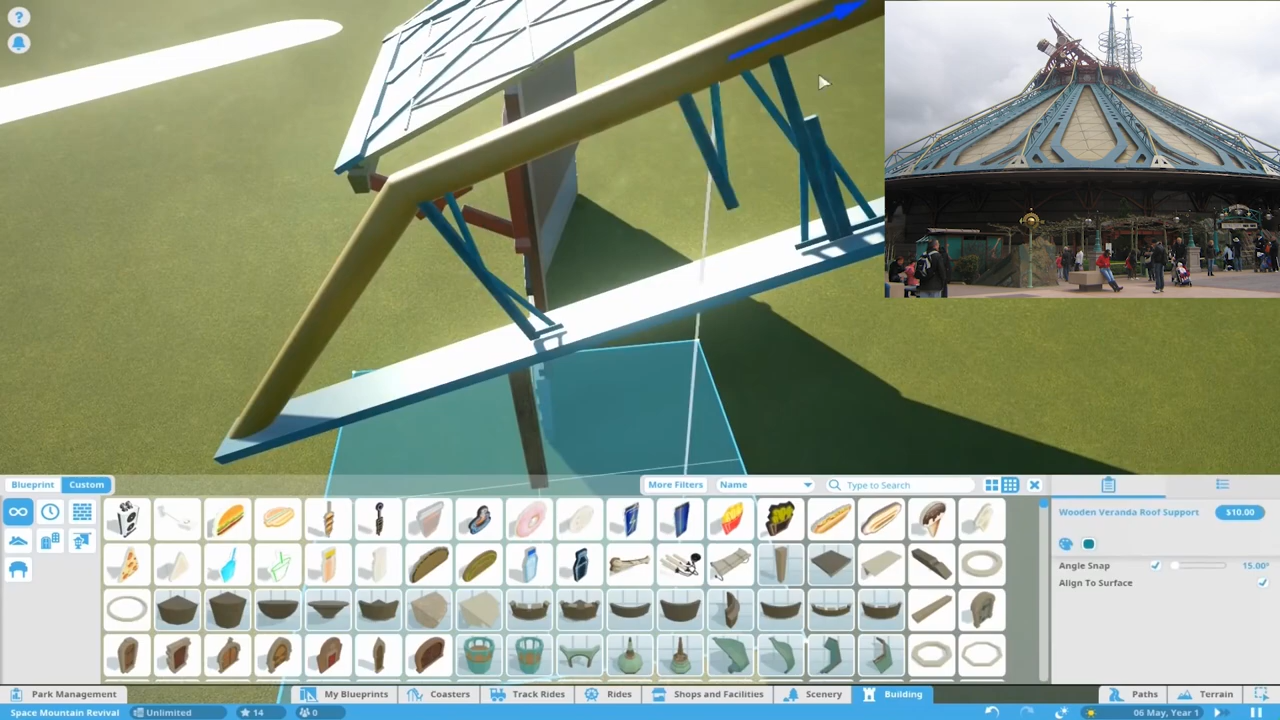 ?
Blueprint Custom More Filters Name Type to Search
Wooden Veranda Roof Support $10.00
Angle Snap 15.00°
Align To Surface
Park Management My Blueprints Coasters Track Rides Rides Shops and Facilities Scenery Building Paths Terrain
Space Mountain Revival Unlimited 14 0 06 May, Year 1